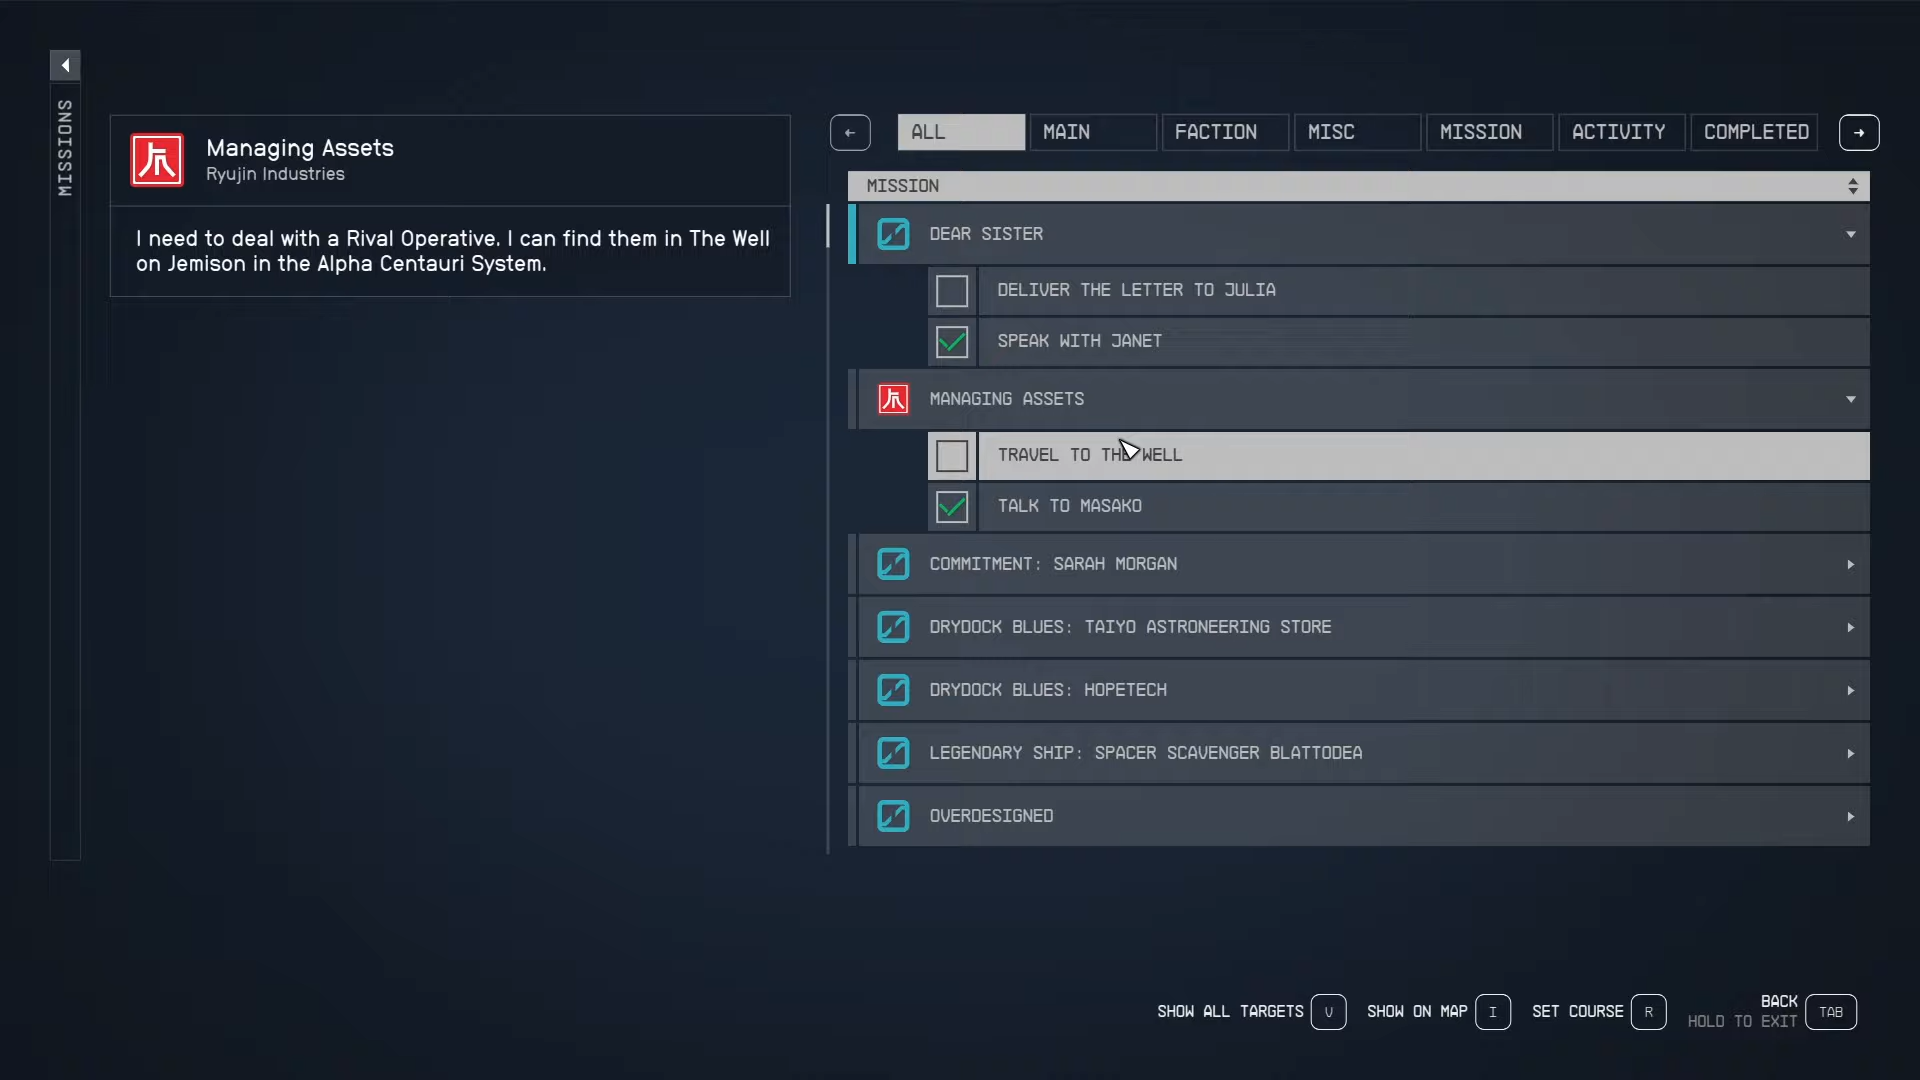 MISSIONS
Managing Assets
Ryujin Industries
I need to deal with a Rival Operative. I can find them in The Well
on Jemison in the Alpha Centauri System.
ALL
MAIN
FACTION
MISC
MISSION
ACTIVITY
COMPLETED
MISSION
DEAR SISTER
DELIVER THE LETTER TO JULIA
SPEAK WITH JANET
MANAGING ASSETS
TRAVEL TO THE WELL
TALK TO MASAKO
COMMITMENT: SARAH MORGAN
DRYDOCK BLUES: TAIYO ASTRONEERING STORE
DRYDOCK BLUES: HOPETECH
LEGENDARY SHIP: SPACER SCAVENGER BLATTODEA
OVERDESIGNED
SHOW ALL TARGETS V
SHOW ON MAP I
SET COURSE R
BACK
HOLD TO EXIT
TAB